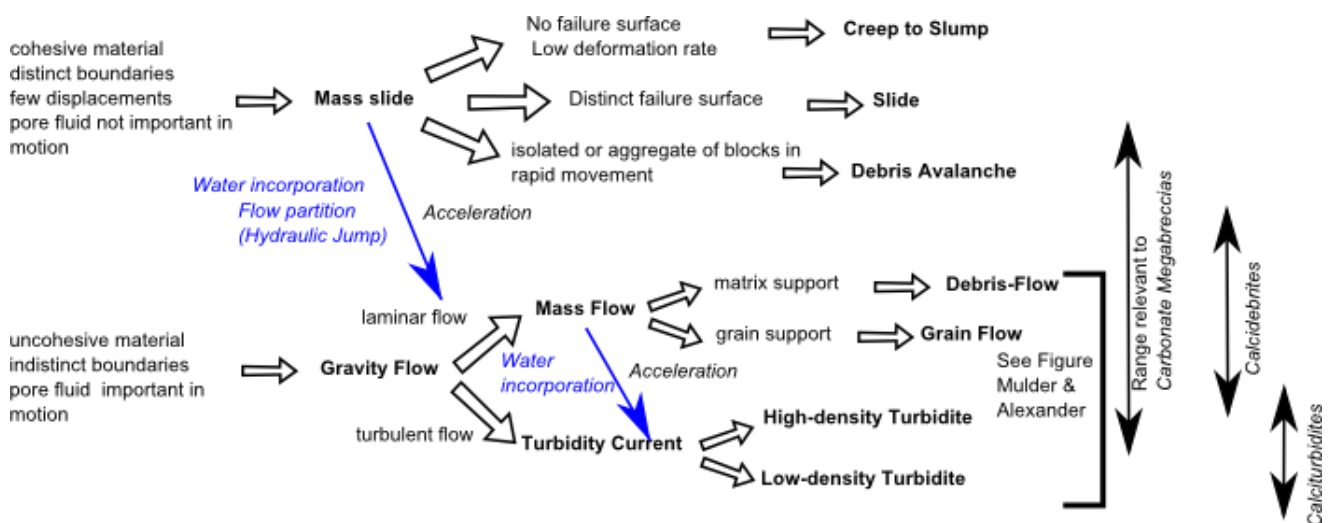 No failure surface
Low deformation rate
Creep to Slump
cohesive material
distinct boundaries
few displacements
pore fluid not important in
motion
Mass slide
Distinct failure surface
Slide
isolated or aggregate of blocks in
rapid movement
Debris Avalanche
Water incorporation
Flow partition
(Hydraulic Jump)
Acceleration
laminar flow
Mass Flow
matrix support
Debris-Flow
grain support
Grain Flow
uncohesive material
indistinct boundaries
pore fluid important in
motion
Gravity Flow
Water
incorporation
Acceleration
turbulent flow
Turbidity Current
High-density Turbidite
Low-density Turbidite
See Figure
Mulder &
Alexander
Range relevant to
Carbonate Megabreccias
Calcidebrites
Calciturbidites